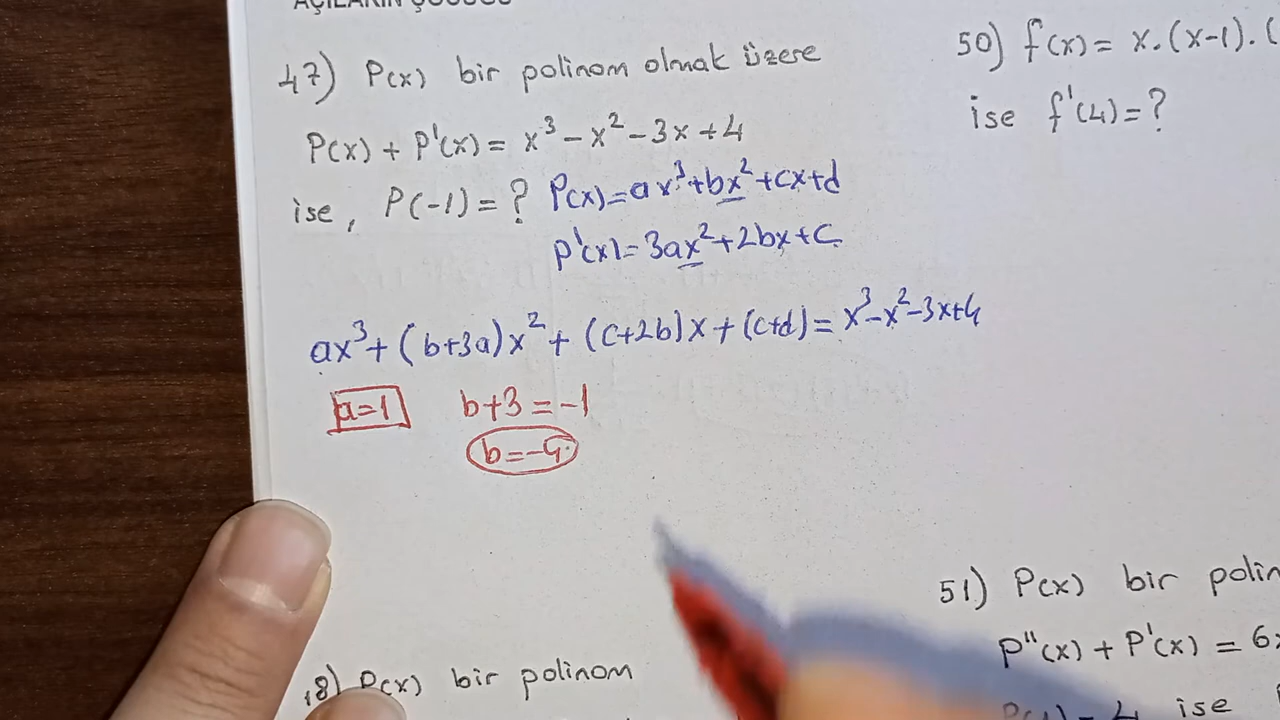 AÇILARIN
47) P(x) bir polinom olmak üzere
P(x) + P'(x) = x³ - x² - 3x + 4
ise, P(-1) = ?
P(x) = ax³ + bx² + cx + d
P'(x) = 3ax² + 2bx + c
ax³ + (b+3a)x² + (c+2b)x + (c+d) = x³ - x² - 3x + 4
a=1
b+3 = -1
b=-4
8) P(x) bir polinom
50) f(x) = x.(x-1).(
ise f'(4) = ?
51) P(x) bir polin
P''(x) + P'(x) = 6
ise